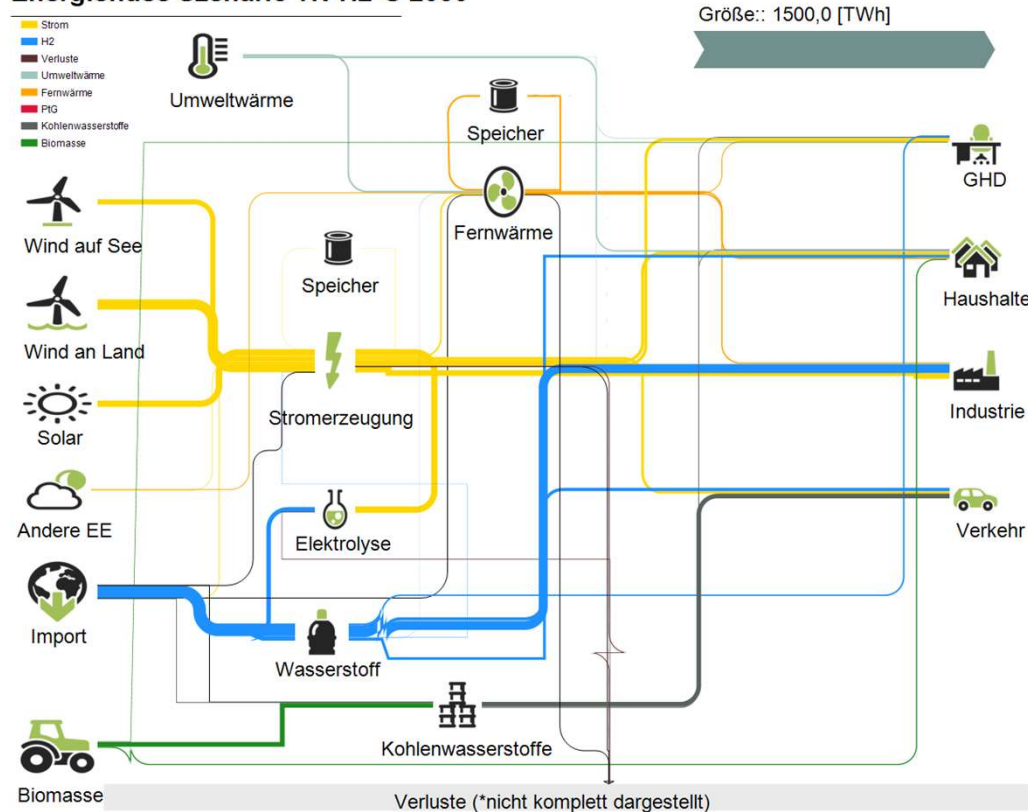 Größe:: 1500,0 [TWh]
Strom
H2
Verluste
Umweltwärme
Fernwärme
PtG
Kohlenwasserstoffe
Biomasse
Umweltwärme
Speicher
GHD
Fernwärme
Wind auf See
Speicher
Haushalte
Wind an Land
Stromerzeugung
Industrie
Solar
Andere EE
Elektrolyse
Verkehr
Import
Wasserstoff
Kohlenwasserstoffe
Biomasse
Verluste (*nicht komplett dargestellt)